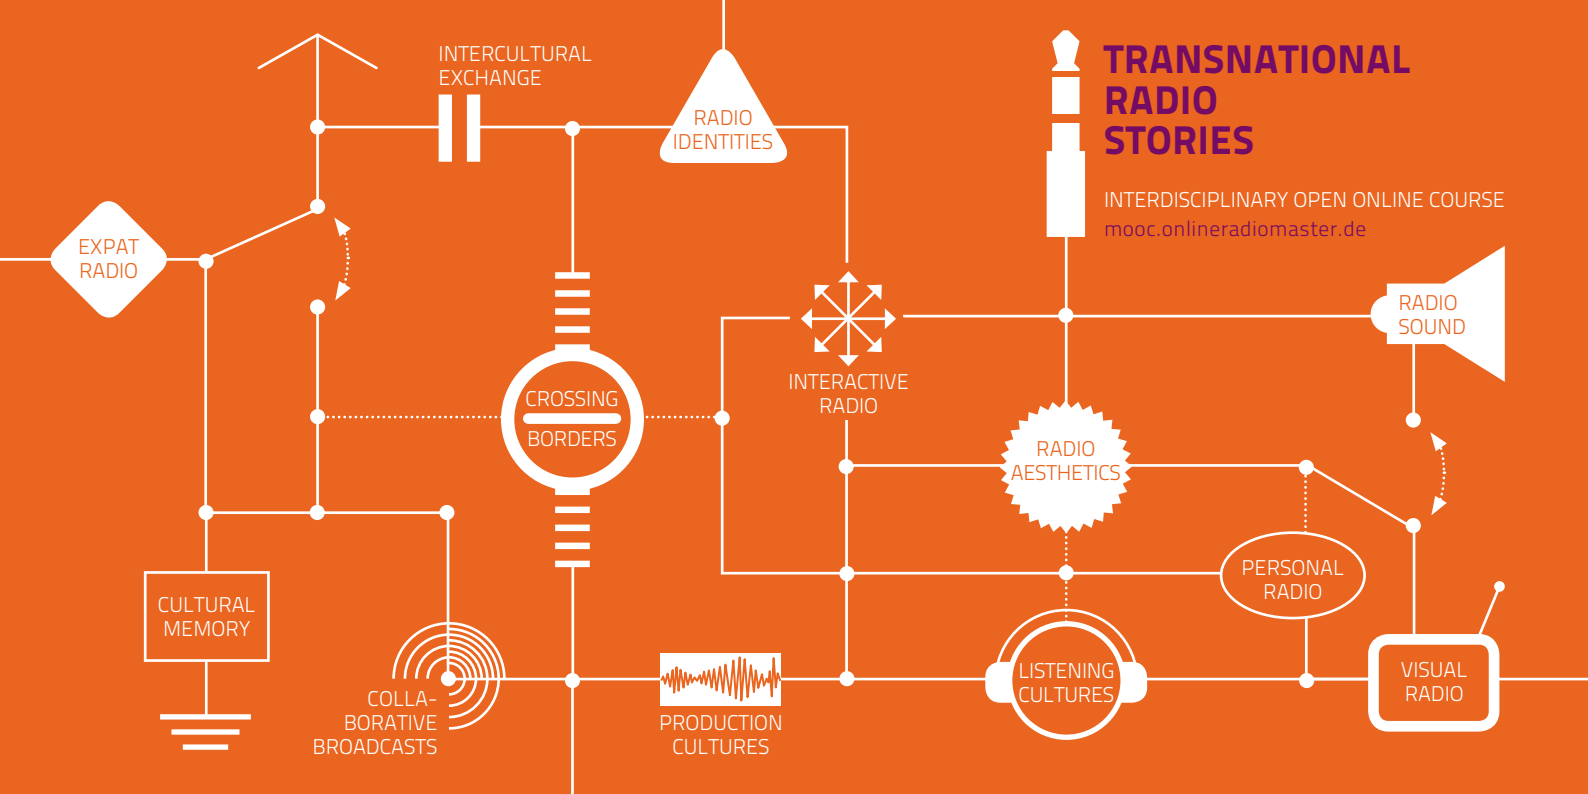 INTERCULTURAL
EXCHANGE
RADIO
IDENTITIES
TRANSNATIONAL
RADIO
STORIES
INTERDISCIPLINARY OPEN ONLINE COURSE
mooc.onlineradiomaster.de
EXPAT
RADIO
RADIO
SOUND
CROSSING
BORDERS
INTERACTIVE
RADIO
RADIO
AESTHETICS
PERSONAL
RADIO
CULTURAL
MEMORY
COLLA-
BORATIVE
BROADCASTS
PRODUCTION
CULTURES
LISTENING
CULTURES
VISUAL
RADIO